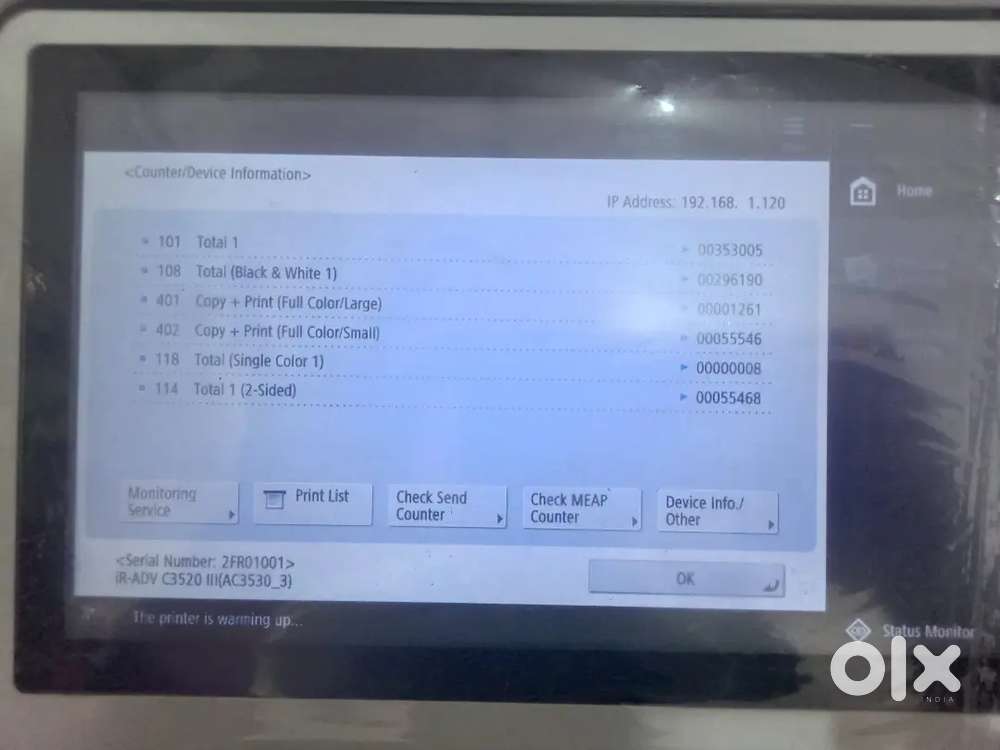 <Counter/Device Information>
IP Address: 192.168. 1.120
101 Total 1 00353005
108 Total (Black & White 1) 00296190
401 Copy + Print (Full Color/Large) 00001261
402 Copy + Print (Full Color/Small) 00055546
118 Total (Single Color 1) 00000008
114 Total 1 (2-Sided) 00055468
Monitoring Service
Print List
Check Send Counter
Check MEAP Counter
Device Info./ Other
<Serial Number: 2FR01001>
iR-ADV C3520 III(AC3530_3)
OK
The printer is warming up...
Home
Status Monitor
olx
INDIA